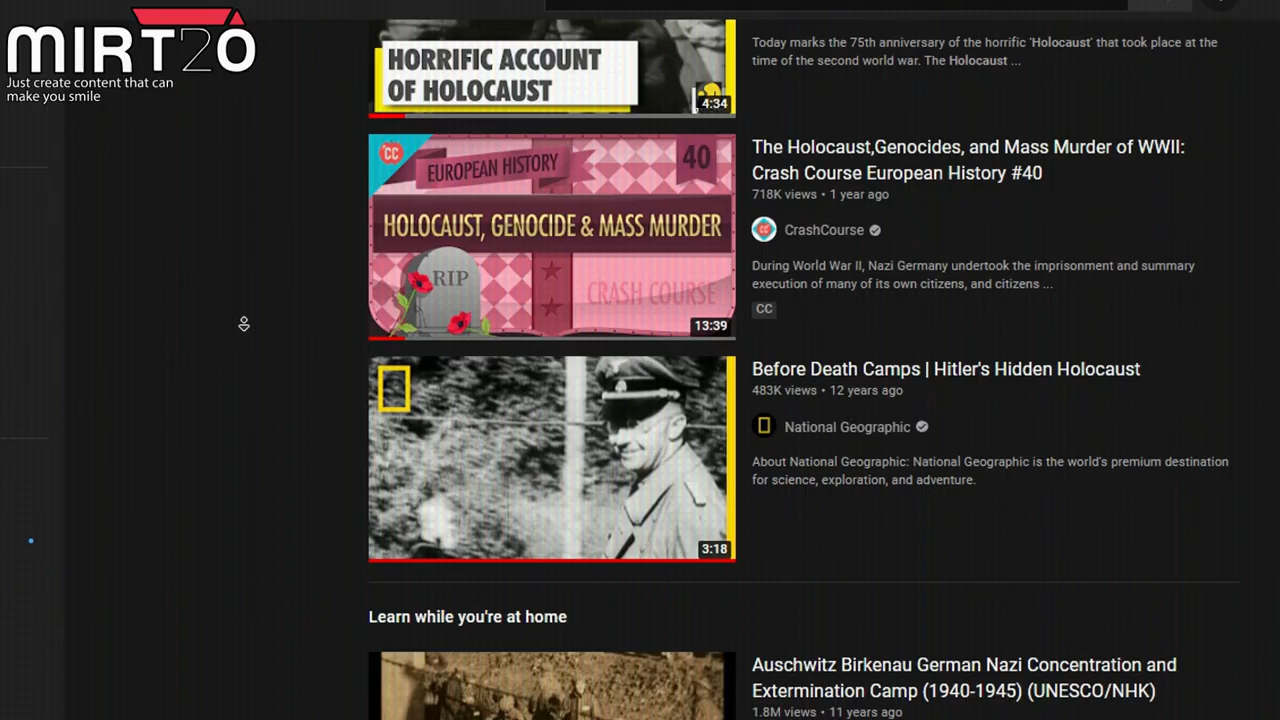 MIRT20
Just create content that can
make you smile
HORRIFIC ACCOUNT
OF HOLOCAUST
4:34
Today marks the 75th anniversary of the horrific 'Holocaust' that took place at the
time of the second world war. The Holocaust ...
CC
EUROPEAN HISTORY
40
HOLOCAUST, GENOCIDE & MASS MURDER
RIP
CRASH COURSE
13:39
The Holocaust,Genocides, and Mass Murder of WWII:
Crash Course European History #40
718K views • 1 year ago
CC
CrashCourse
During World War II, Nazi Germany undertook the imprisonment and summary
execution of many of its own citizens, and citizens ...
CC
3:18
Before Death Camps | Hitler's Hidden Holocaust
483K views • 12 years ago
National Geographic
About National Geographic: National Geographic is the world's premium destination
for science, exploration, and adventure.
Learn while you're at home
Auschwitz Birkenau German Nazi Concentration and
Extermination Camp (1940-1945) (UNESCO/NHK)
1.8M views • 11 years ago